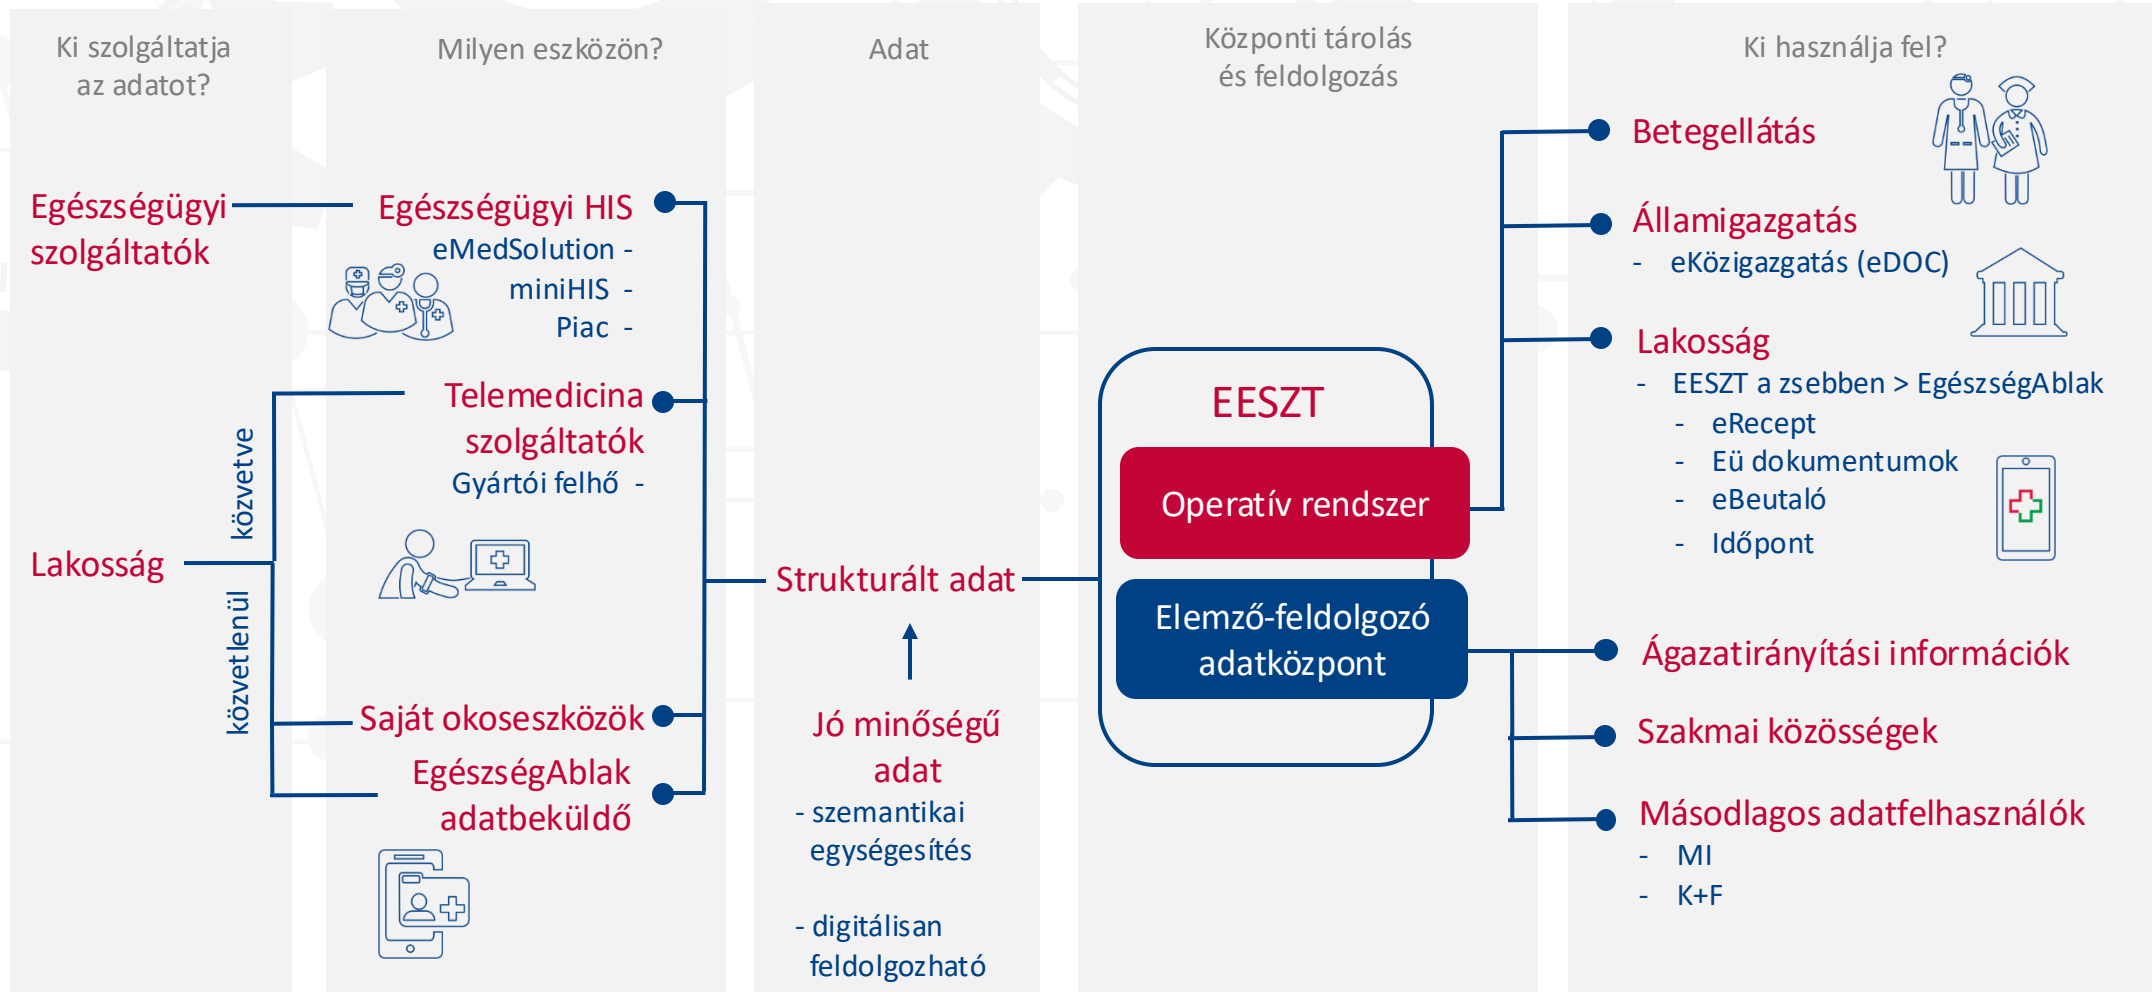 Ki szolgáltatja
az adatot?
Egészségügyi
szolgáltatók
Lakosság
közvetve
közvetlenül
Milyen eszközön?
Egészségügyi HIS
eMedSolution -
miniHIS -
Piac -
Telemedicina
szolgáltatók
Gyártói felhő -
Saját okoseszközök
EgészségAblak
adatbeküldő
Adat
Strukturált adat
Jó minőségű
adat
- szemantikai
egységesítés
- digitálisan
feldolgozható
Központi tárolás
és feldolgozás
EESZT
Operatív rendszer
Elemző-feldolgozó
adatközpont
Ki használja fel?
Betegellátás
Államigazgatás
- eKözigazgatás (eDOC)
Lakosság
- EESZT a zsebben > EgészségAblak
- eRecept
- Eü dokumentumok
- eBeutaló
- Időpont
Ágazatirányítási információk
Szakmai közösségek
Másodlagos adatfelhasználók
- MI
- K+F